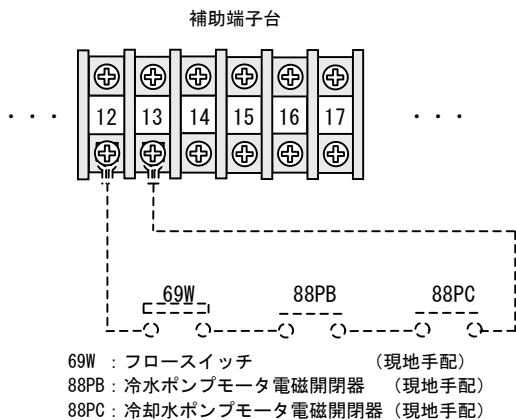 補助端子台
・・・ 12 13 14 15 16 17 ・・・
69W 88PB 88PC
69W ：フロースイッチ （現地手配）
88PB：冷水ポンプモータ電磁開閉器 （現地手配）
88PC：冷却水ポンプモータ電磁開閉器（現地手配）